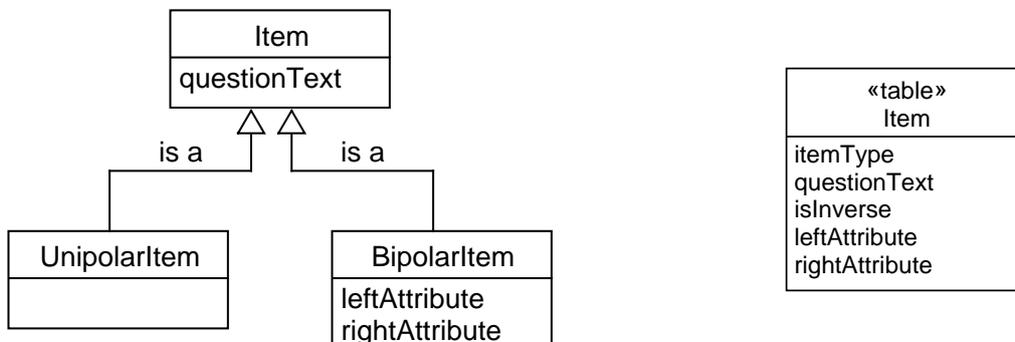 Item
questionText
is a
is a
UnipolarItem
BipolarItem
leftAttribute
rightAttribute
«table»
Item
itemType
questionText
isInverse
leftAttribute
rightAttribute